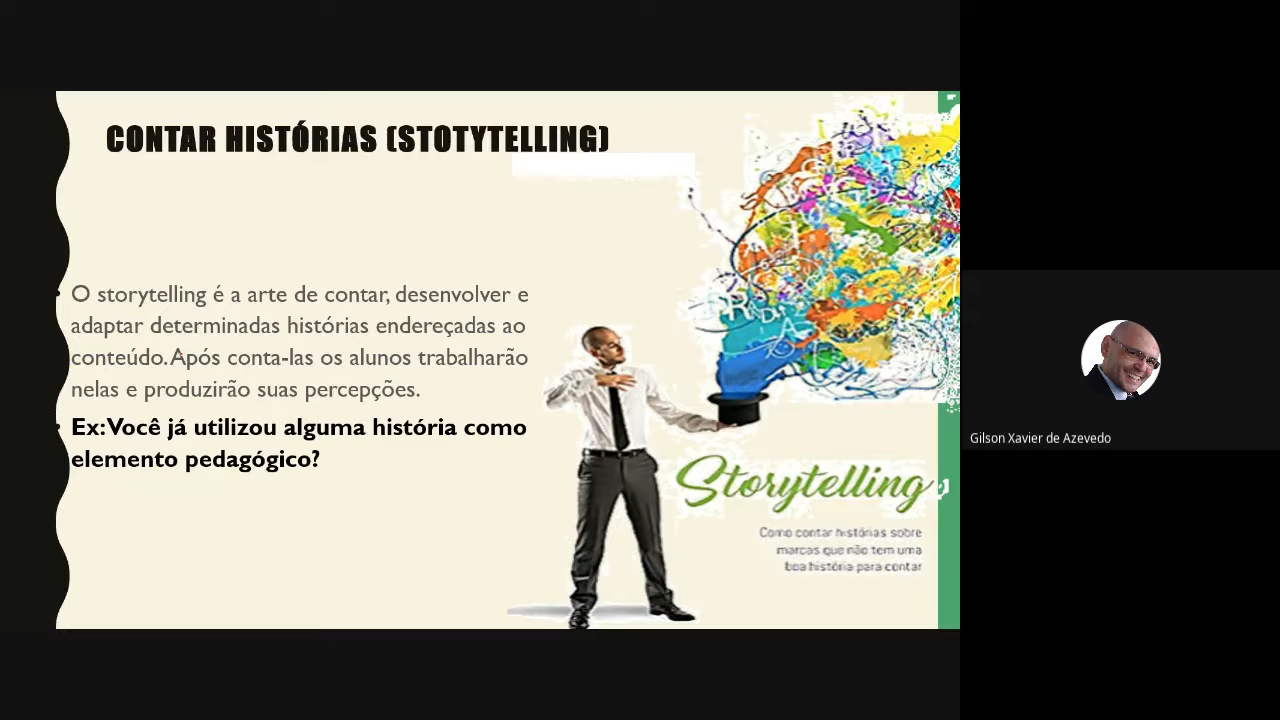 CONTAR HISTÓRIAS (STOTYTELLING)
• O storytelling é a arte de contar, desenvolver e
adaptar determinadas histórias endereçadas ao
conteúdo. Após conta-las os alunos trabalharão
nelas e produzirão suas percepções.
• Ex: Você já utilizou alguma história como
elemento pedagógico?
Storytelling
Como contar histórias sobre
marcas que não tem uma
boa história para contar
Gilson Xavier de Azevedo